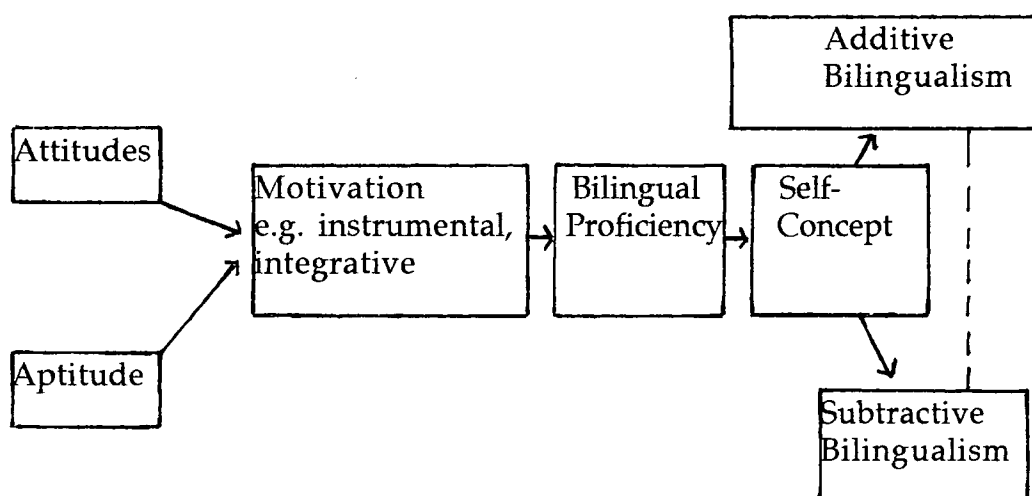 Additive
Bilingualism
Attitudes
Motivation
e.g. instrumental,
integrative
Bilingual
Proficiency
Self-
Concept
Aptitude
Subtractive
Bilingualism